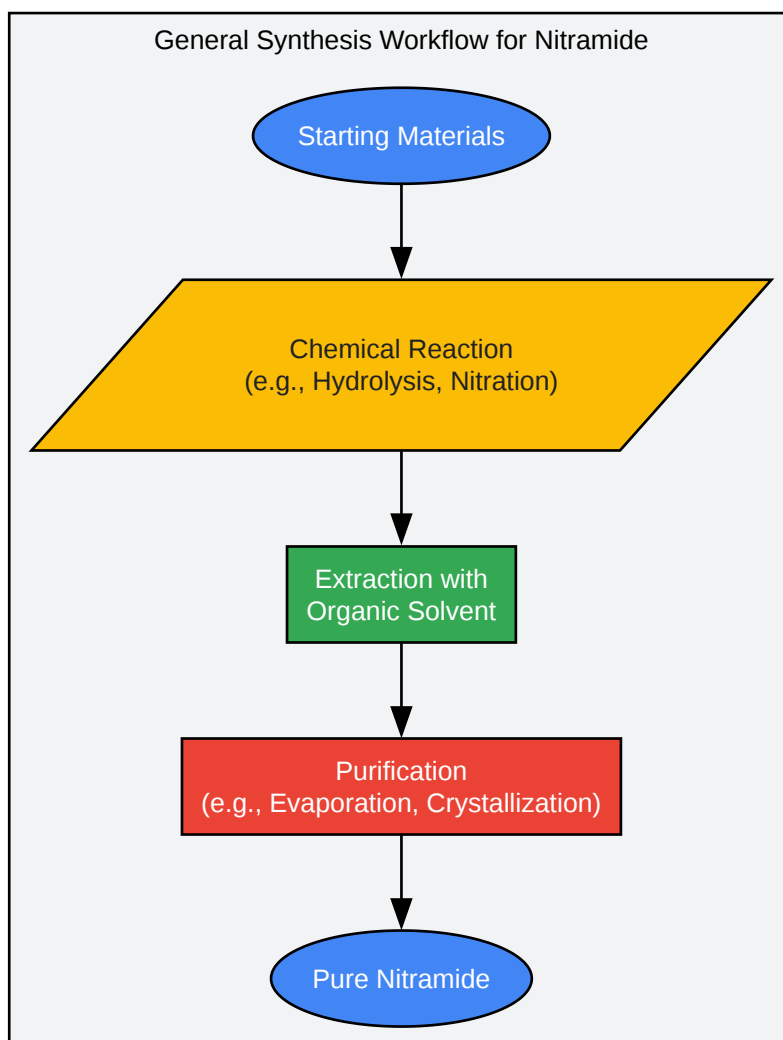 General Synthesis Workflow for Nitramide
Starting Materials
Chemical Reaction
(e.g., Hydrolysis, Nitration)
Extraction with
Organic Solvent
Purification
(e.g., Evaporation, Crystallization)
Pure Nitramide